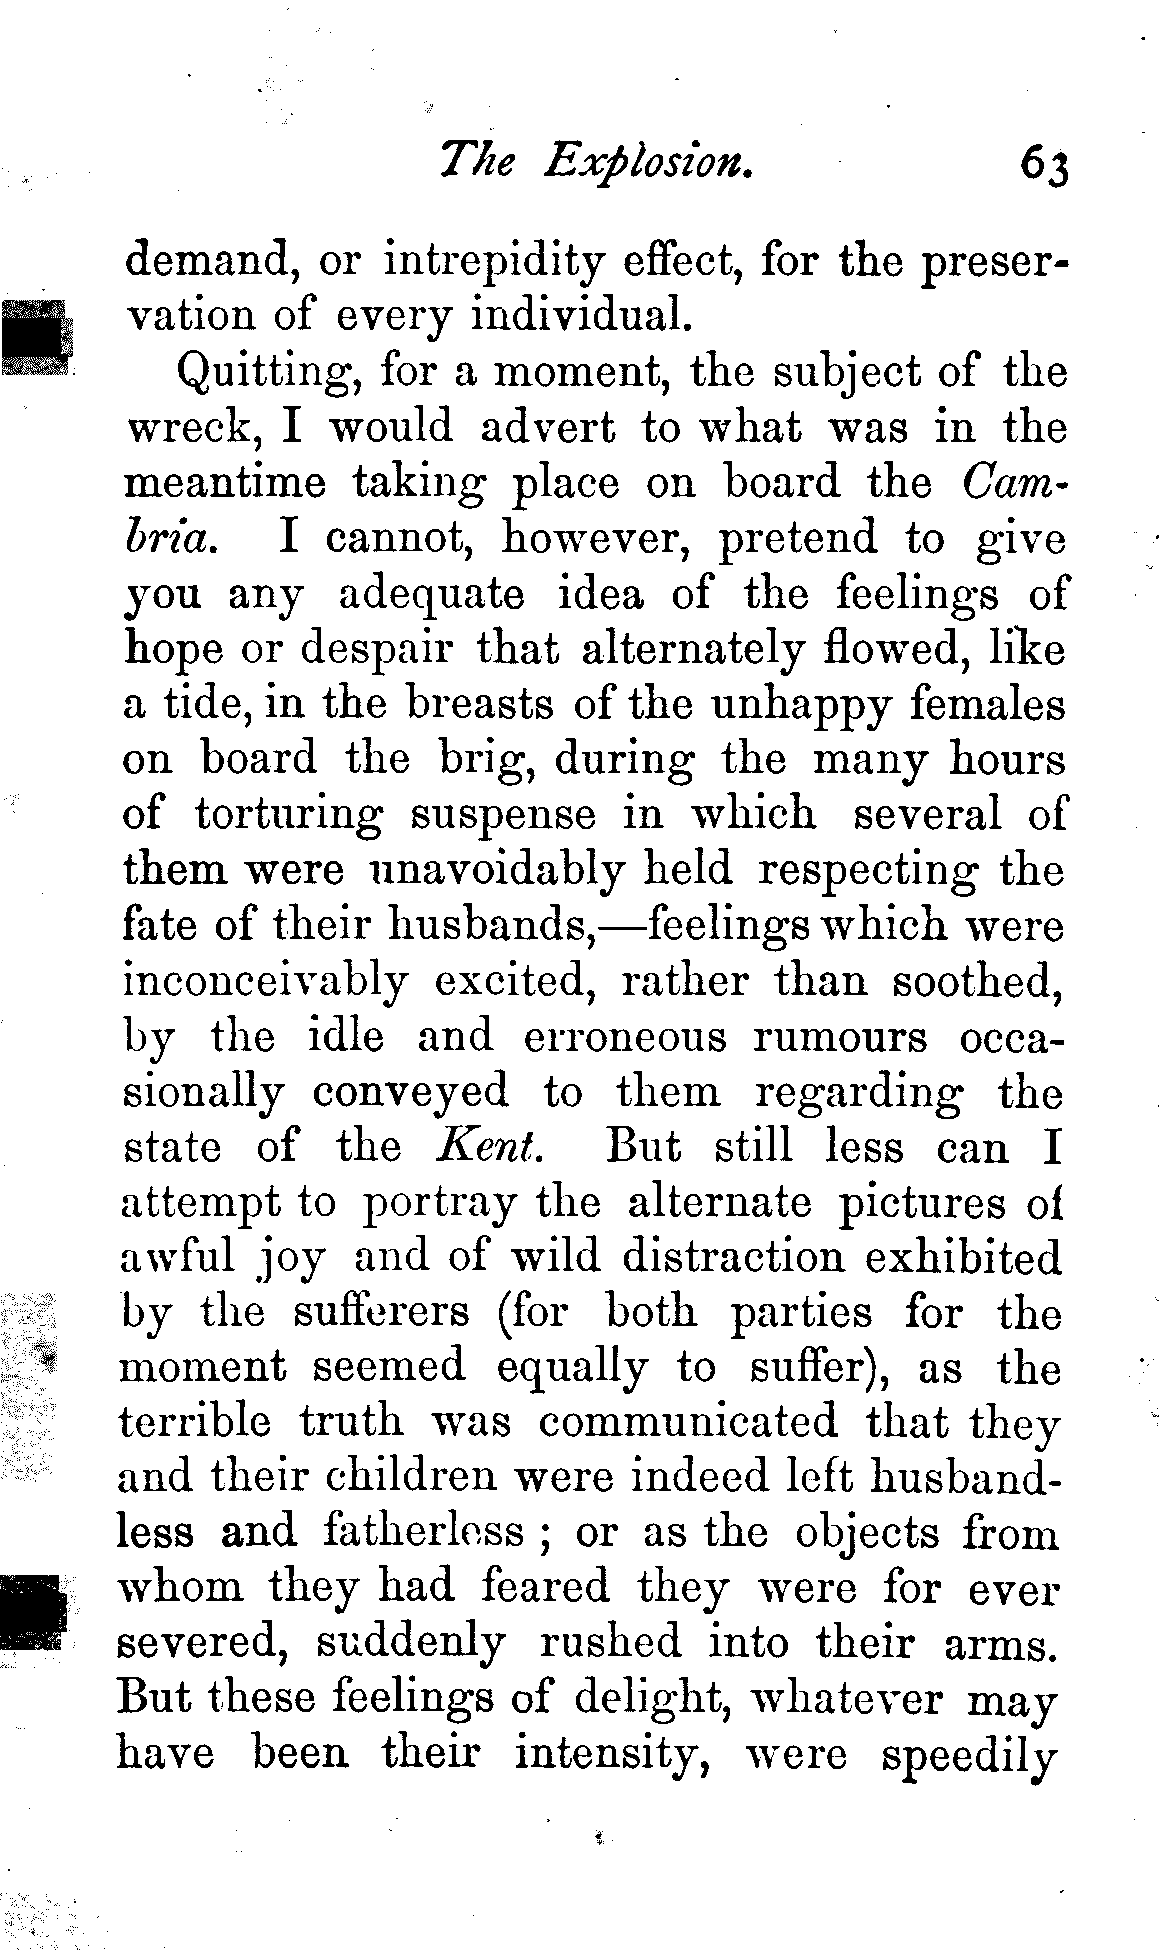 The Explosion. 63
demand, or intrepidity effect, for the preser-
vation of every individual.
Quitting, for a moment, the subject of the
wreck, I would advert to what was in the
meantime taking place on board the Cam-
bria. I cannot, however, pretend to give
you any adequate idea of the feelings of
hope or despair that alternately flowed, like
a tide, in the breasts of the unhappy females
on board the brig, during the many hours
of torturing suspense in which several of
them were unavoidably held respecting the
fate of their husbands,—feelings which were
inconceivably excited, rather than soothed,
by the idle and erroneous rumours occa-
sionally conveyed to them regarding the
state of the Kent. But still less can I
attempt to portray the alternate pictures of
awful joy and of wild distraction exhibited
by the sufferers (for both parties for the
moment seemed equally to suffer), as the
terrible truth was communicated that they
and their children were indeed left husband-
less and fatherless ; or as the objects from
whom they had feared they were for ever
severed, suddenly rushed into their arms.
But these feelings of delight, whatever may
have been their intensity, were speedily